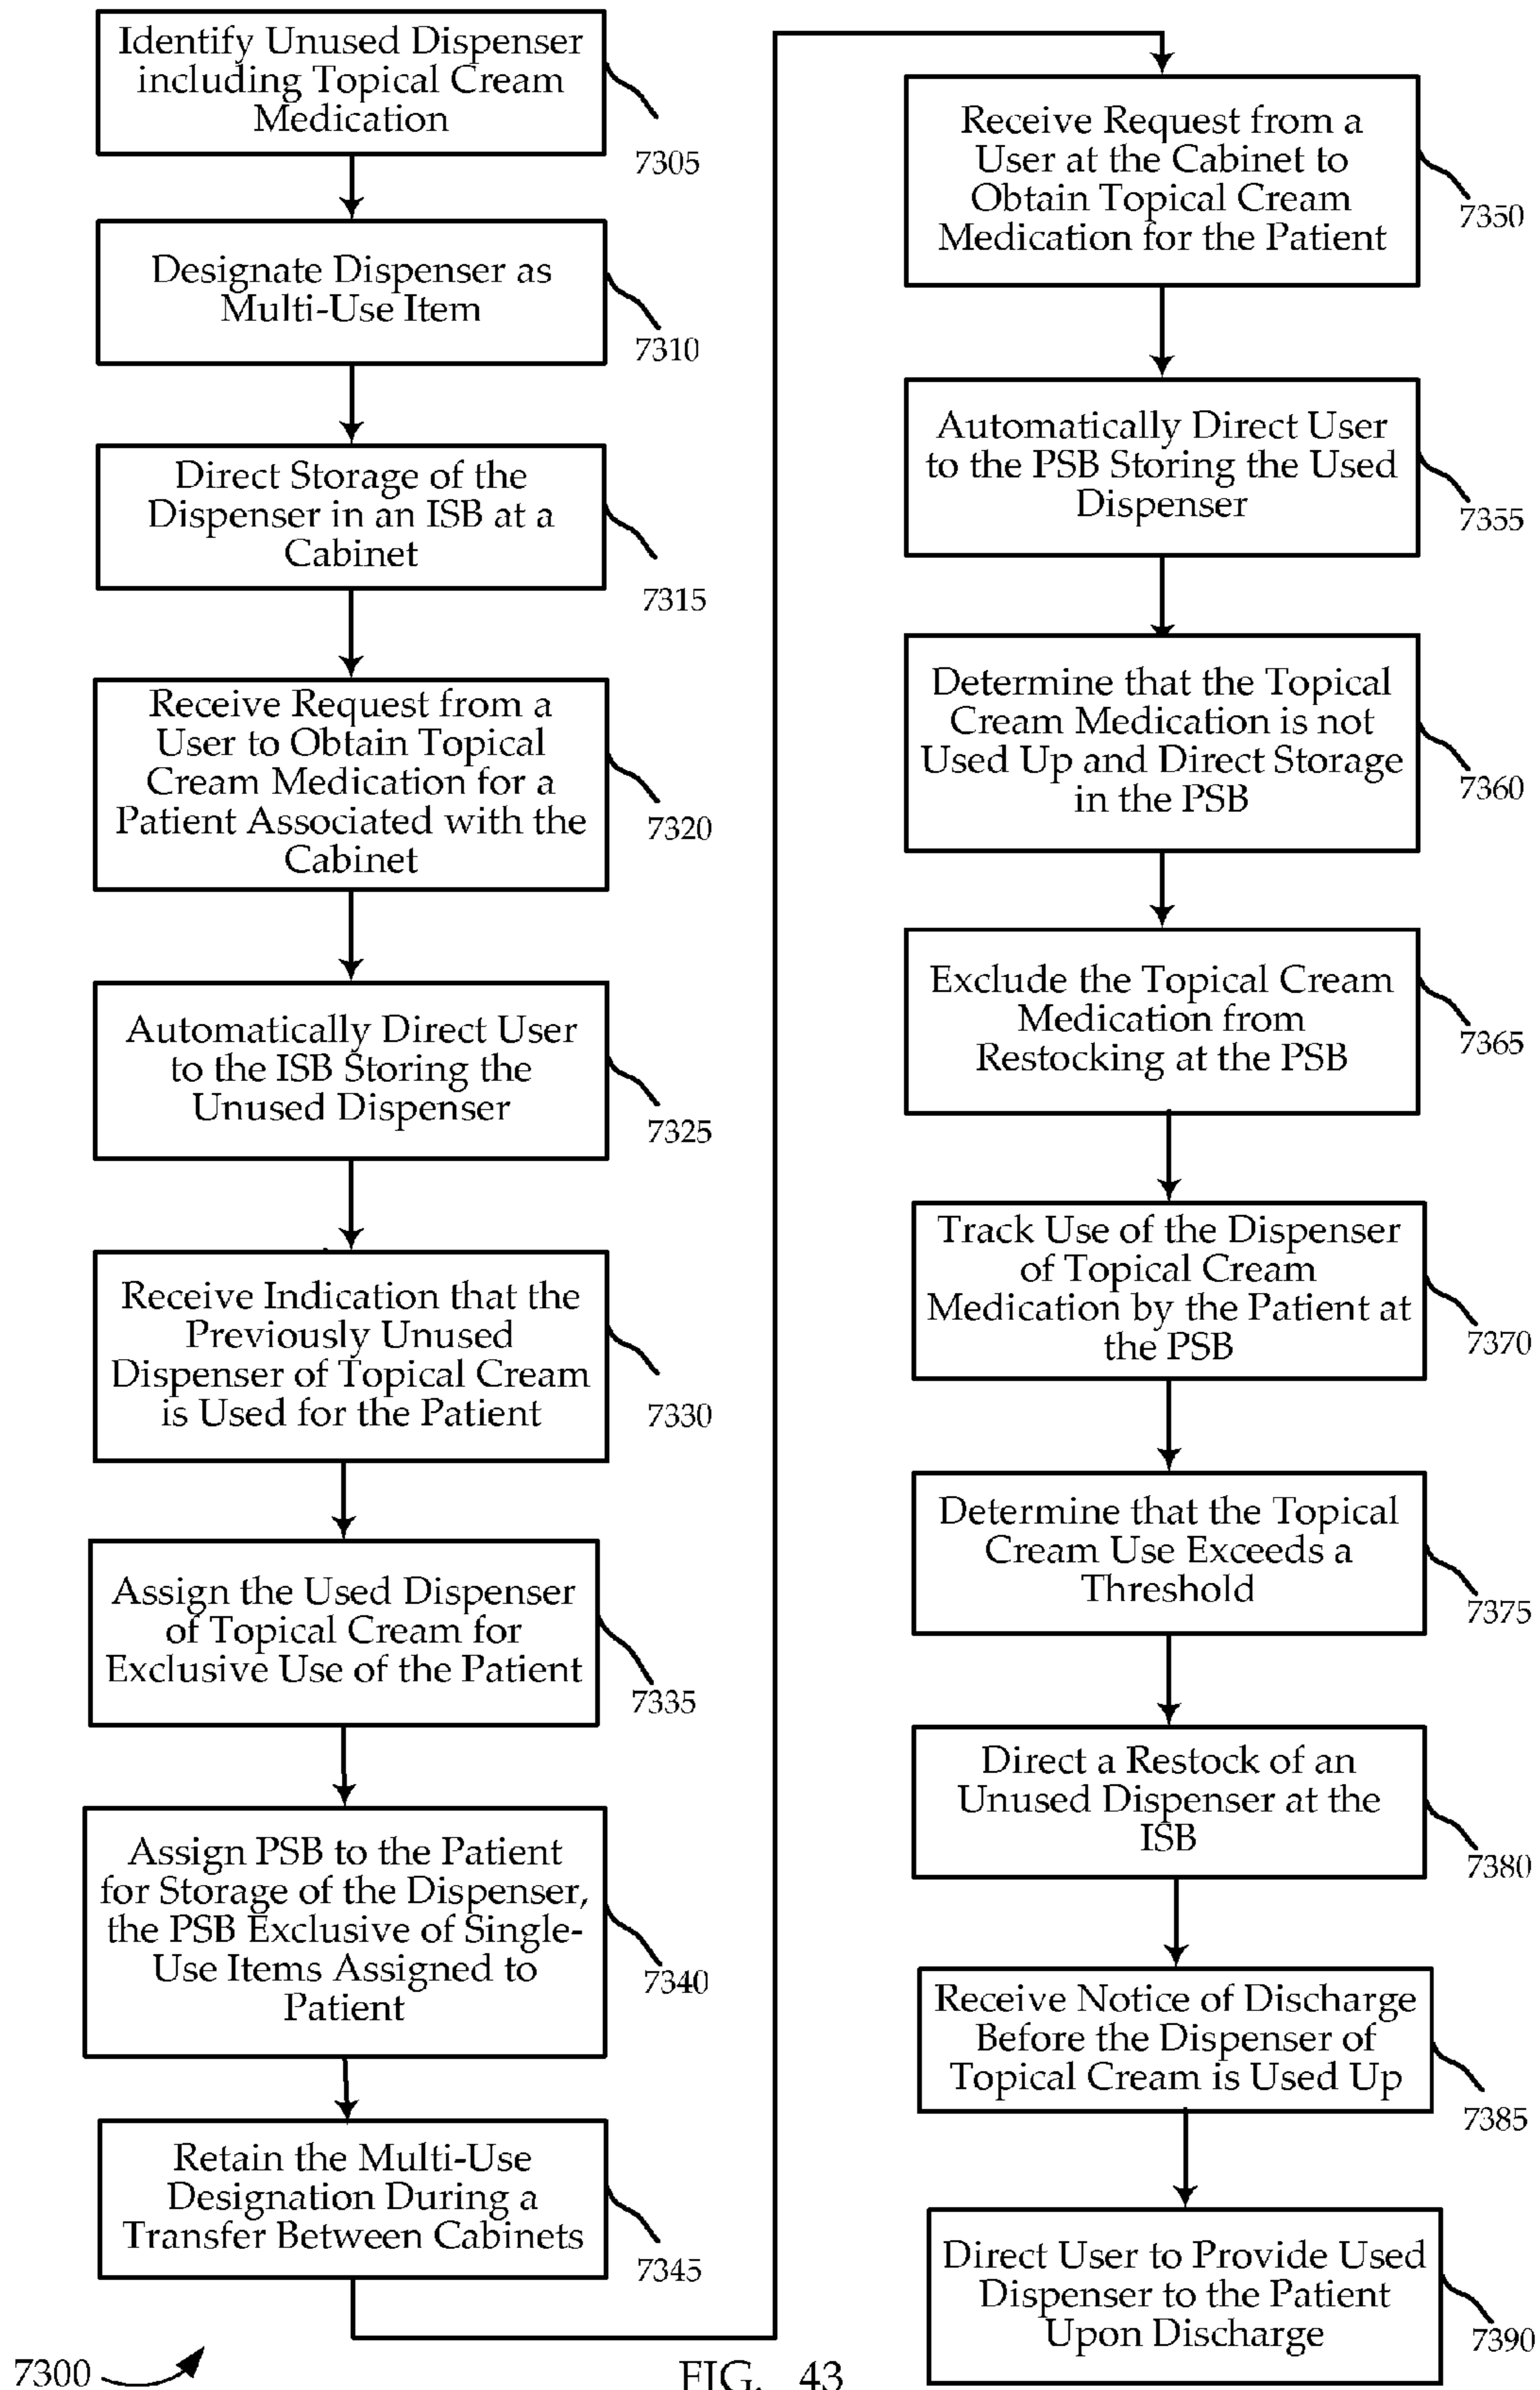 Identify Unused Dispenser
including Topical Cream
Medication
7305
Designate Dispenser as
Multi-Use Item
7310
Direct Storage of the
Dispenser in an ISB at a
Cabinet
7315
Receive Request from a
User to Obtain Topical
Cream Medication for a
Patient Associated with the
Cabinet
7320
Automatically Direct User
to the ISB Storing the
Unused Dispenser
7325
Receive Indication that the
Previously Unused
Dispenser of Topical Cream
is Used for the Patient
7330
Assign the Used Dispenser
of Topical Cream for
Exclusive Use of the Patient
7335
Assign PSB to the Patient
for Storage of the Dispenser,
the PSB Exclusive of Single-
Use Items Assigned to
Patient
7340
Retain the Multi-Use
Designation During a
Transfer Between Cabinets
7345
Receive Request from a
User at the Cabinet to
Obtain Topical Cream
Medication for the Patient
7350
Automatically Direct User
to the PSB Storing the Used
Dispenser
7355
Determine that the Topical
Cream Medication is not
Used Up and Direct Storage
in the PSB
7360
Exclude the Topical Cream
Medication from
Restocking at the PSB
7365
Track Use of the Dispenser
of Topical Cream
Medication by the Patient at
the PSB
7370
Determine that the Topical
Cream Use Exceeds a
Threshold
7375
Direct a Restock of an
Unused Dispenser at the
ISB
7380
Receive Notice of Discharge
Before the Dispenser of
Topical Cream is Used Up
7385
Direct User to Provide Used
Dispenser to the Patient
Upon Discharge
7390
7300
FIG. 43